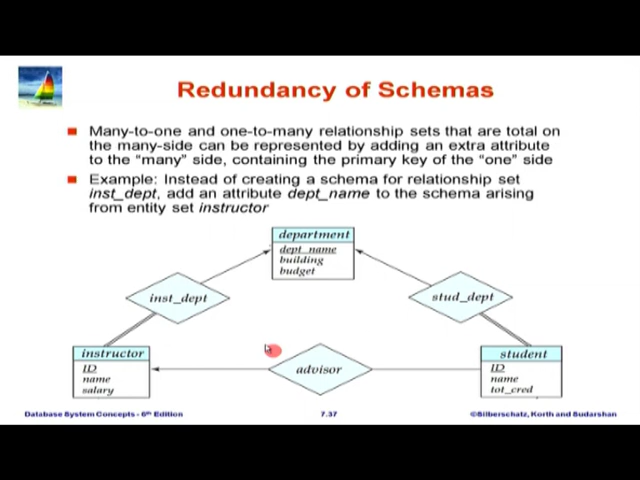 Redundancy of Schemas
Many-to-one and one-to-many relationship sets that are total on
the many-side can be represented by adding an extra attribute
to the "many" side, containing the primary key of the "one" side
Example: Instead of creating a schema for relationship set
inst_dept, add an attribute dept_name to the schema arising
from entity set instructor
department
dept_name
building
budget
inst_dept
stud_dept
instructor
ID
name
salary
advisor
student
ID
name
tot_cred
Database System Concepts - 6th Edition
7.37
©Silberschatz, Korth and Sudarshan